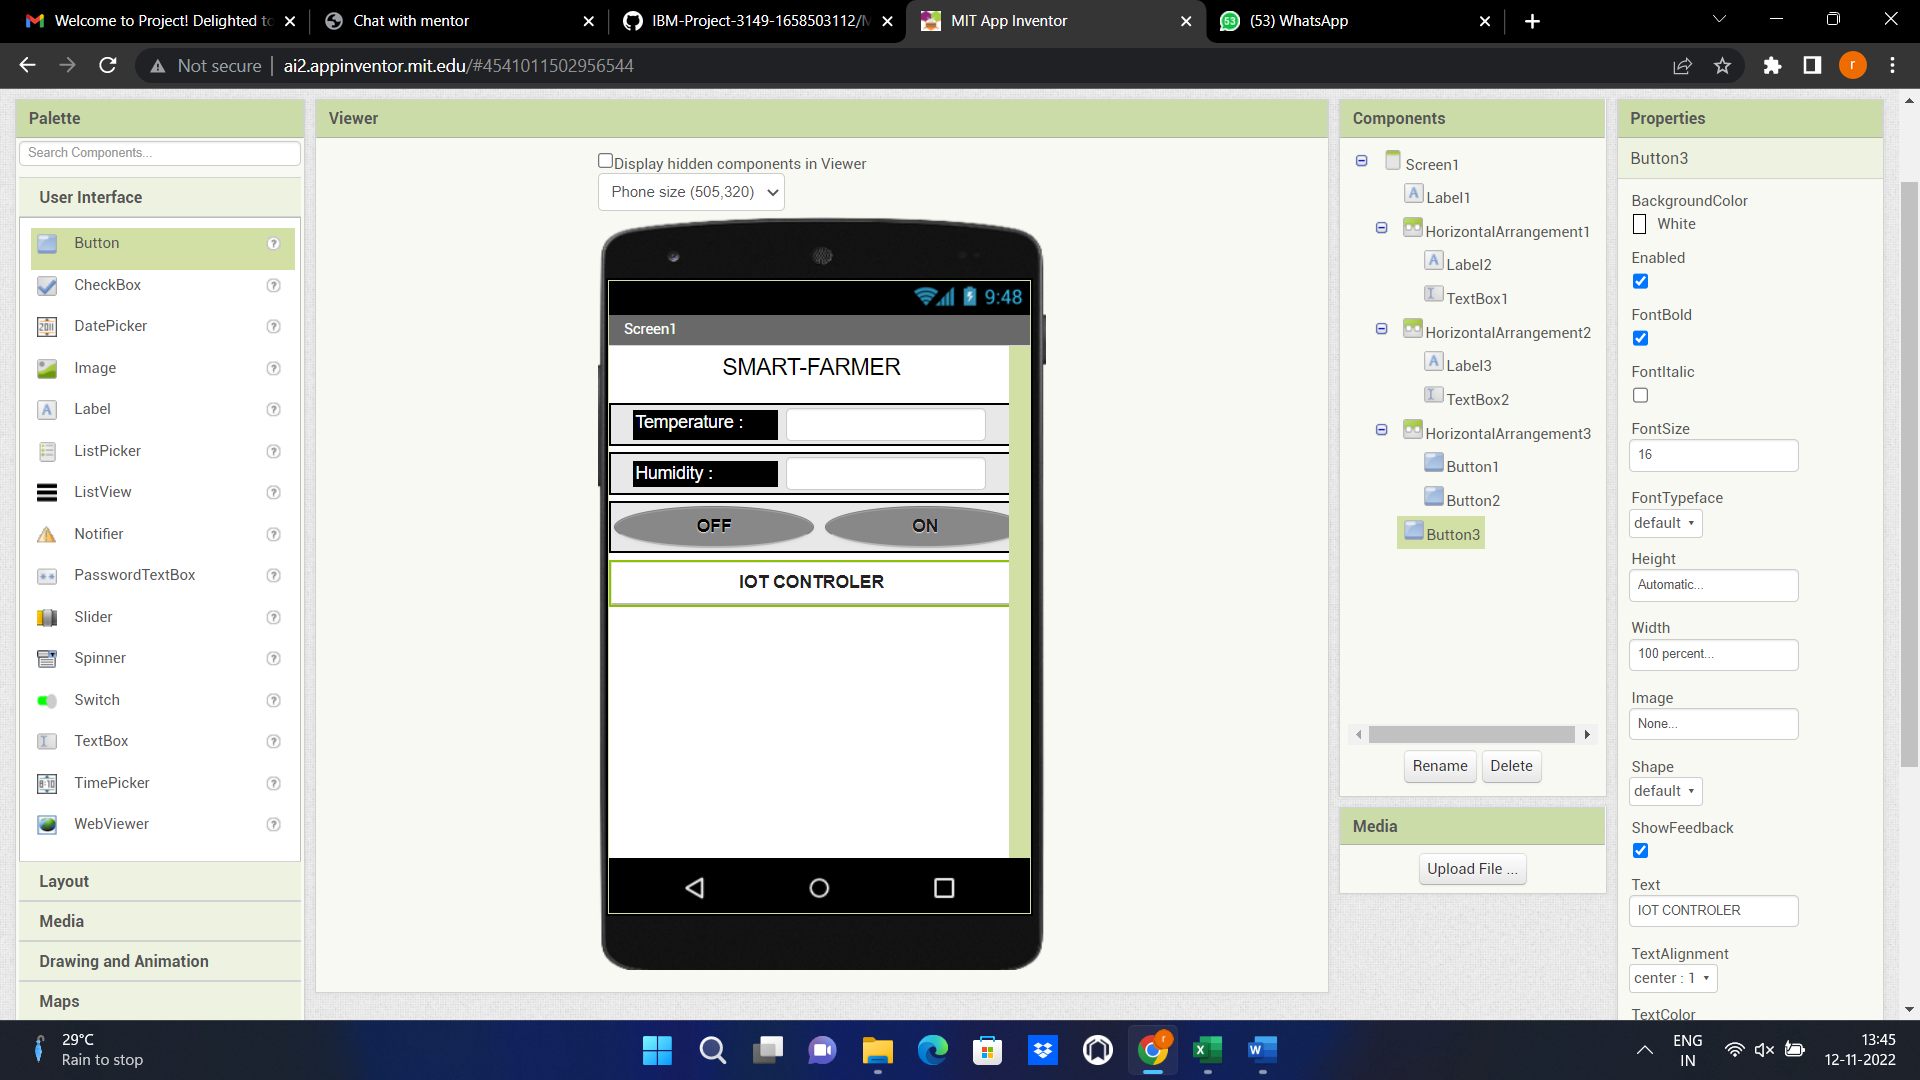 Welcome to Project! Delighted to
Chat with mentor
IBM-Project-3149-1658503112/M
MIT App Inventor
53
(53) WhatsApp
Not secure
ai2.appinventor.mit.edu/#4541011502956544
r
Palette
Search Components...
User Interface
Button
CheckBox
DatePicker
Image
Label
ListPicker
ListView
Notifier
PasswordTextBox
Slider
Spinner
Switch
TextBox
TimePicker
WebViewer
Layout
Media
Drawing and Animation
Maps
Viewer
Display hidden components in Viewer
Phone size (505,320)
9:48
Screen1
SMART-FARMER
Temperature :
Humidity :
OFF
ON
IOT CONTROLER
Components
Screen1
Label1
HorizontalArrangement1
Label2
TextBox1
HorizontalArrangement2
Label3
TextBox2
HorizontalArrangement3
Button1
Button2
Button3
Rename
Delete
Media
Upload File ...
Properties
Button3
BackgroundColor
White
Enabled
FontBold
FontItalic
FontSize
16
FontTypeface
default
Height
Automatic...
Width
100 percent...
Image
None...
Shape
default
ShowFeedback
Text
IOT CONTROLER
TextAlignment
center : 1
TextColor
29°C
Rain to stop
r
ENG
IN
13:45
12-11-2022